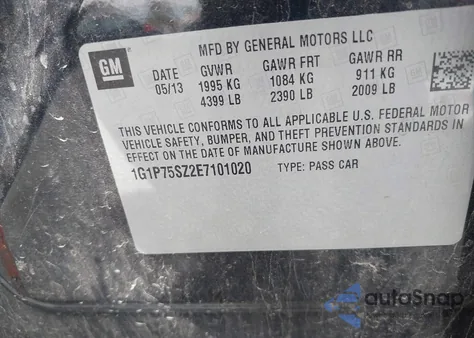 GM
MFD BY GENERAL MOTORS LLC
DATE GVWR GAWR FRT GAWR RR
05/13 1995 KG 1084 KG 911 KG
4399 LB 2390 LB 2009 LB
THIS VEHICLE CONFORMS TO ALL APPLICABLE U.S. FEDERAL MOTOR
VEHICLE SAFETY, BUMPER, AND THEFT PREVENTION STANDARDS IN
EFFECT ON THE DATE OF MANUFACTURE SHOWN ABOVE.
1G1P75SZ2E7101020 TYPE: PASS CAR
autoSnap